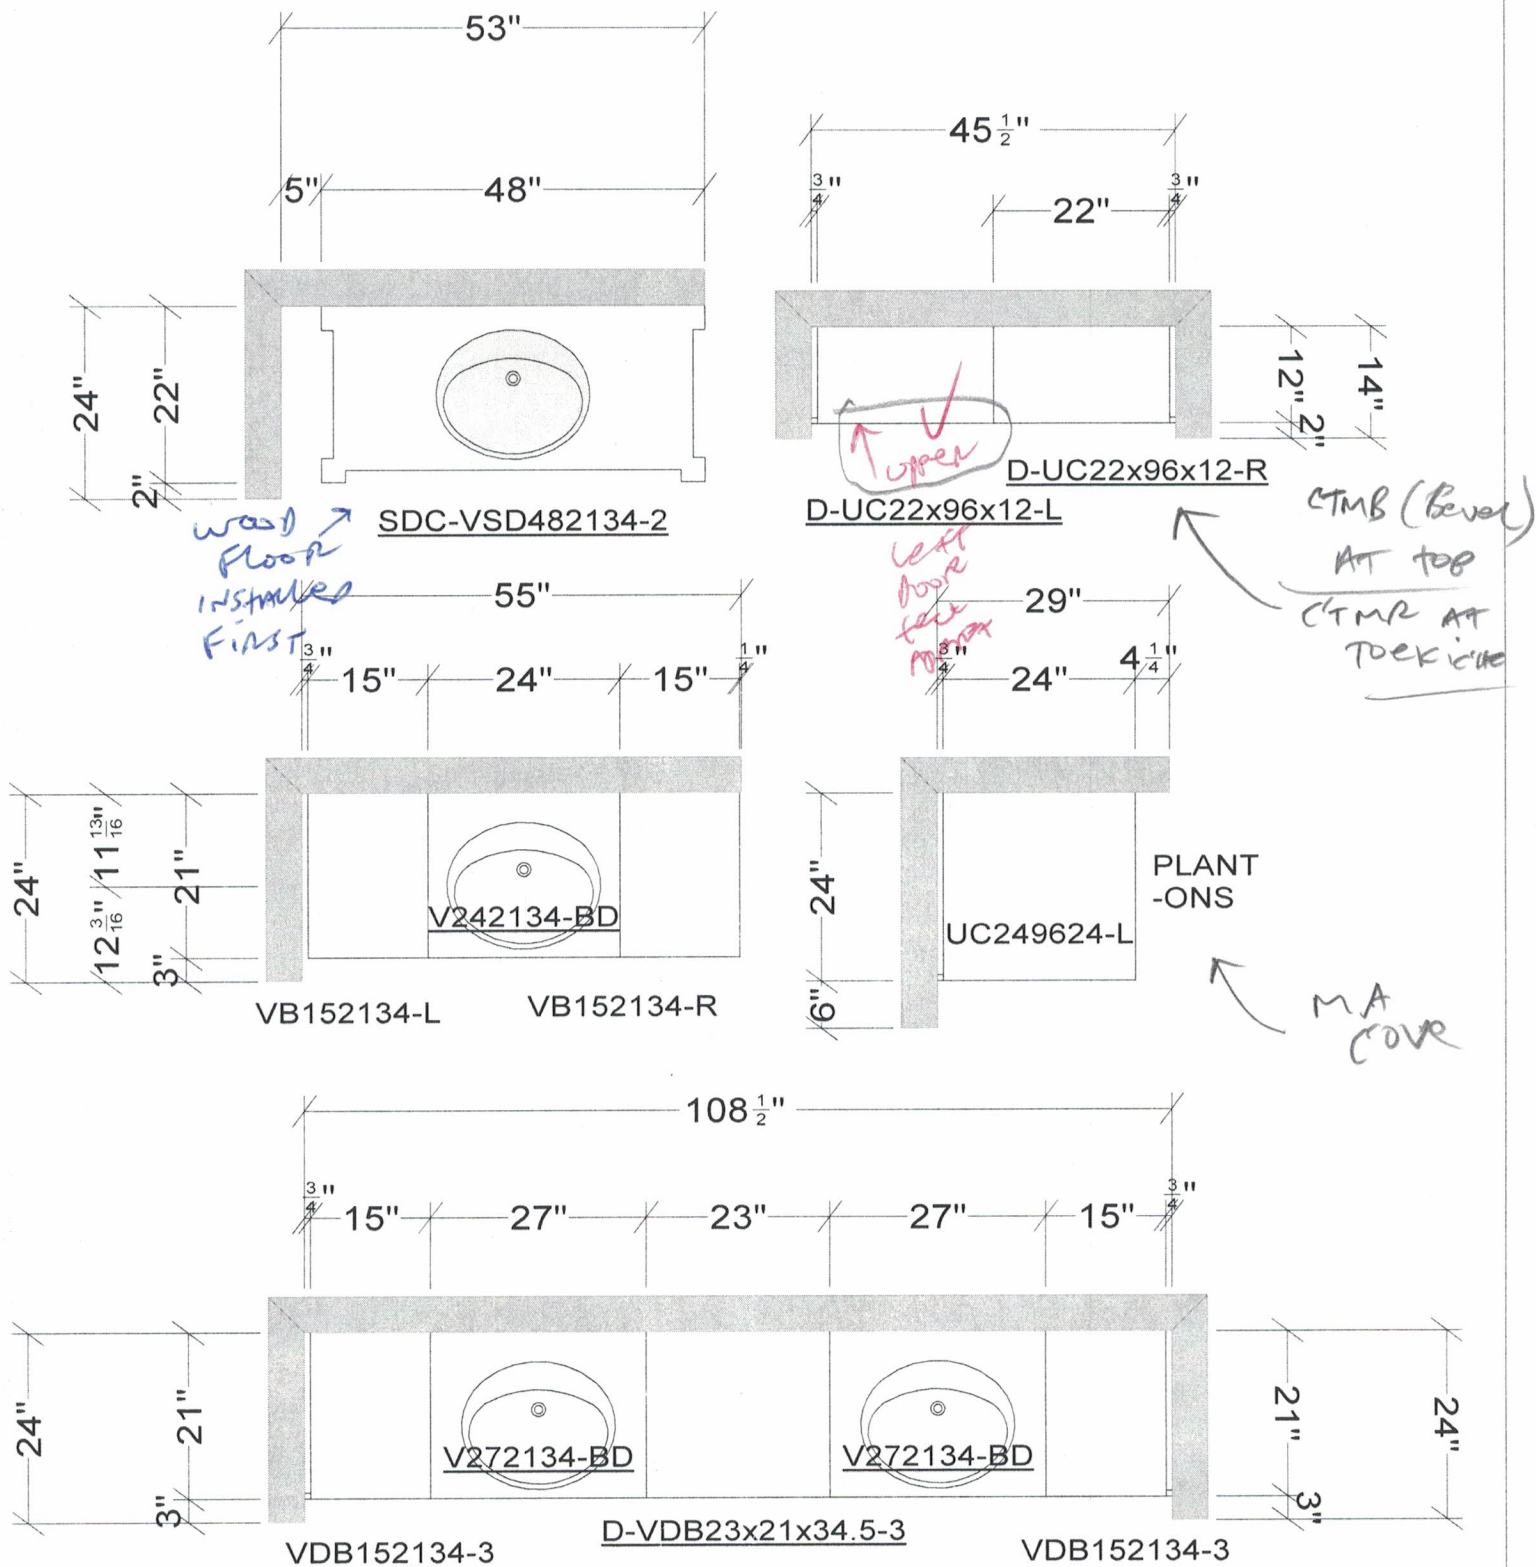 53"
5" 48"
24" 22" 2"
SDC-VSD482134-2
WOOD
FLOOR
INSTALLED
FIRST
45 1/2"
3/4" 22" 3/4"
12" 14"
2"
UPPER
D-UC22x96x12-R
D-UC22x96x12-L
LEFT
DOOR
CTMB (Bevel)
AT TOP
CTMR AT
TOEKICK
55"
3/4" 15" 24" 15" 1/4"
24" 11 13/16" 12 3/16" 21" 3"
V242134-BD
VB152134-L VB152134-R
29"
3/4" 24" 4 1/4"
24" 6"
UC249624-L
PLANT
-ONS
MA
COVE
108 1/2"
3/4" 15" 27" 23" 27" 15" 3/4"
24" 21" 3"
V272134-BD V272134-BD
21" 24"
3"
VDB152134-3 D-VDB23x21x34.5-3 VDB152134-3